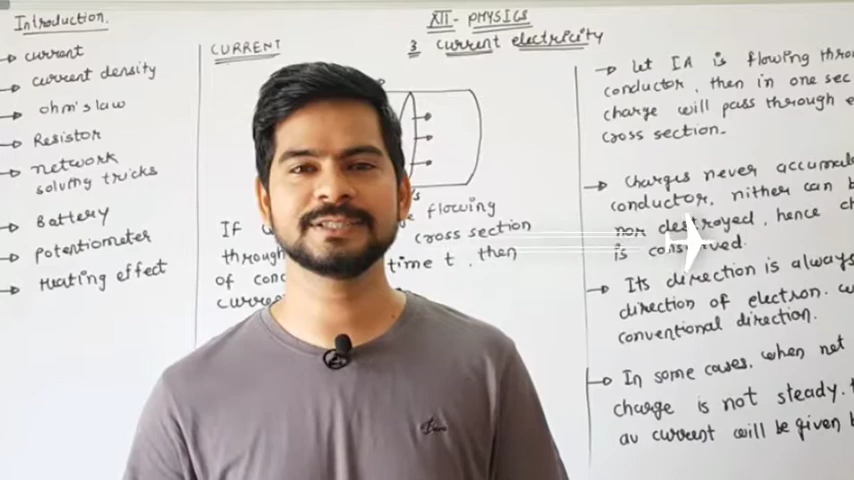 XII - PHYSICS
3. current electricity
Introduction.
current
current density
ohm's law
Resistor
network
solving tricks
Battery
Potentiometer
Heating effect
CURRENT
If
flowing
through
cross section
of
time t, then
Let 1A is flowing
conductor, then in one sec
charge will pass through
cross section.
Charges never
conductor, nither can
nor destroyed, hence
is conserved.
Its direction is always
direction of electron.
conventional direction.
In some cases, when net
charge is not steady.
av current will be given